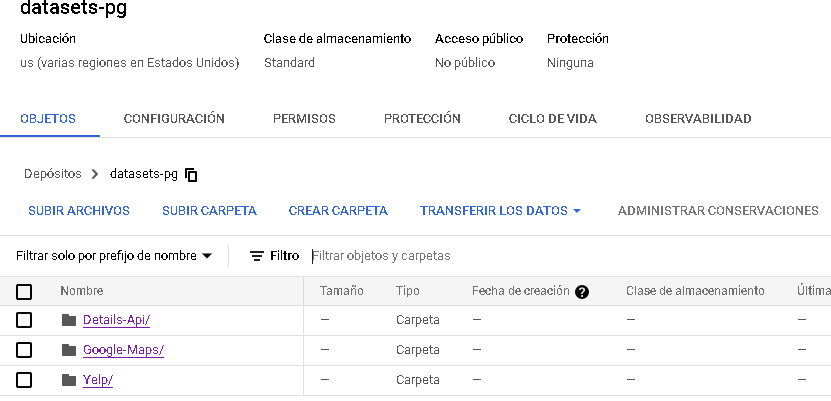 datasets-pg
Ubicación Clase de almacenamiento Acceso público Protección
us (varias regiones en Estados Unidos) Standard No público Ninguna
OBJETOS CONFIGURACIÓN PERMISOS PROTECCIÓN CICLO DE VIDA OBSERVABILIDAD
Depósitos > datasets-pg
SUBIR ARCHIVOS SUBIR CARPETA CREAR CARPETA TRANSFERIR LOS DATOS ADMINISTRAR CONSERVACIONES
Filtrar solo por prefijo de nombre Filtro Filtrar objetos y carpetas
Nombre Tamaño Tipo Fecha de creación ? Clase de almacenamiento Última
Details-Api/ — Carpeta — — —
Google-Maps/ — Carpeta — — —
Yelp/ — Carpeta — — —